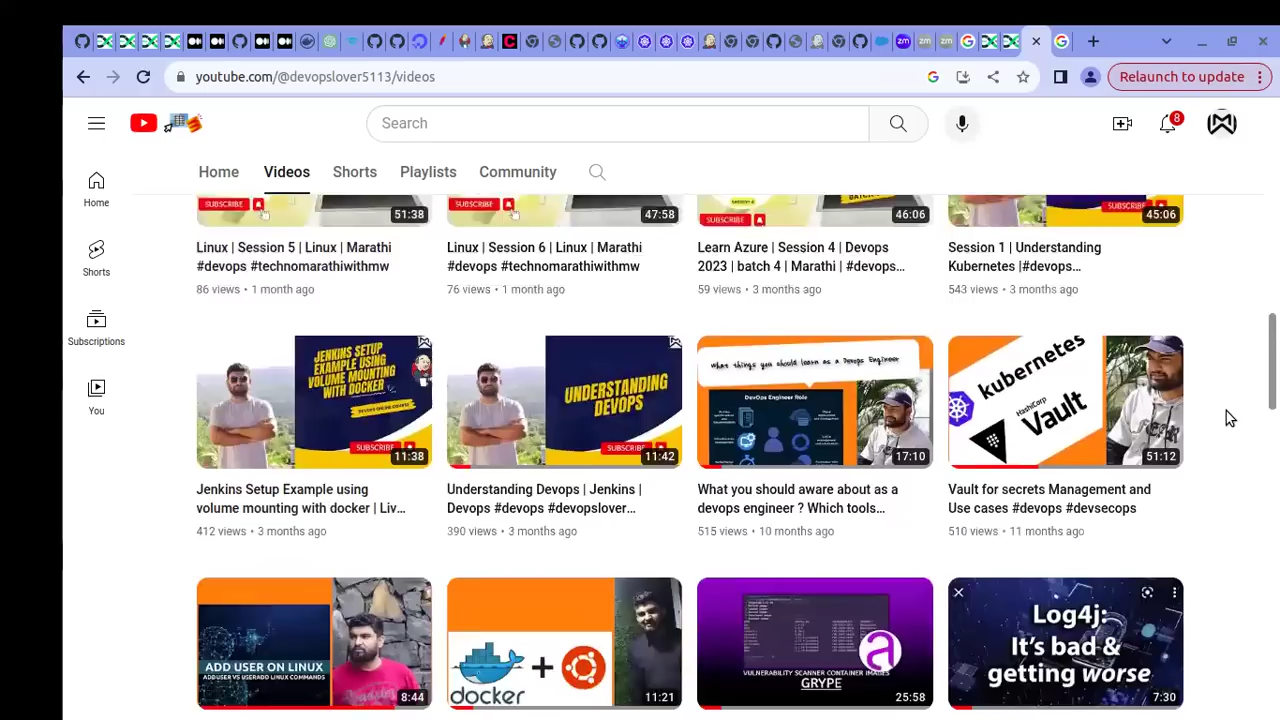 youtube.com/@devopslover5113/videos
Relaunch to update
Search
8
Home
Videos
Shorts
Playlists
Community
Home
Shorts
Subscriptions
You
SUBSCRIBE
51:38
SUBSCRIBE
47:58
SUBSCRIBE
46:06
SUBSCRIBE
45:06
Linux | Session 5 | Linux | Marathi
#devops #technomarathiwithmw
86 views • 1 month ago
Linux | Session 6 | Linux | Marathi
#devops #technomarathiwithmw
76 views • 1 month ago
Learn Azure | Session 4 | Devops
2023 | batch 4 | Marathi | #devops…
59 views • 3 months ago
Session 1 | Understanding
Kubernetes |#devops…
543 views • 3 months ago
JENKINS SETUP
EXAMPLE USING
VOLUME MOUNTING
WITH DOCKER
DevOps ONLINE COURSE
SUBSCRIBE
11:38
UNDERSTANDING
DEVOPS
SUBSCRIBE
11:42
What things you should learn as a Devops Engineer
DevOps Engineer Role
17:10
kubernetes
HashiCorp
Vault
51:12
Jenkins Setup Example using
volume mounting with docker | Liv…
412 views • 3 months ago
Understanding Devops | Jenkins |
Devops #devops #devopslover…
390 views • 3 months ago
What you should aware about as a
devops engineer ? Which tools…
515 views • 10 months ago
Vault for secrets Management and
Use cases #devops #devsecops
510 views • 11 months ago
ADD USER ON LINUX
ADDUSER VS USERADD LINUX COMMANDS
8:44
docker
+
11:21
VULNERABILITY SCANNER CONTAINER IMAGES
GRYPE
25:58
Log4j:
It's bad &
getting worse
7:30